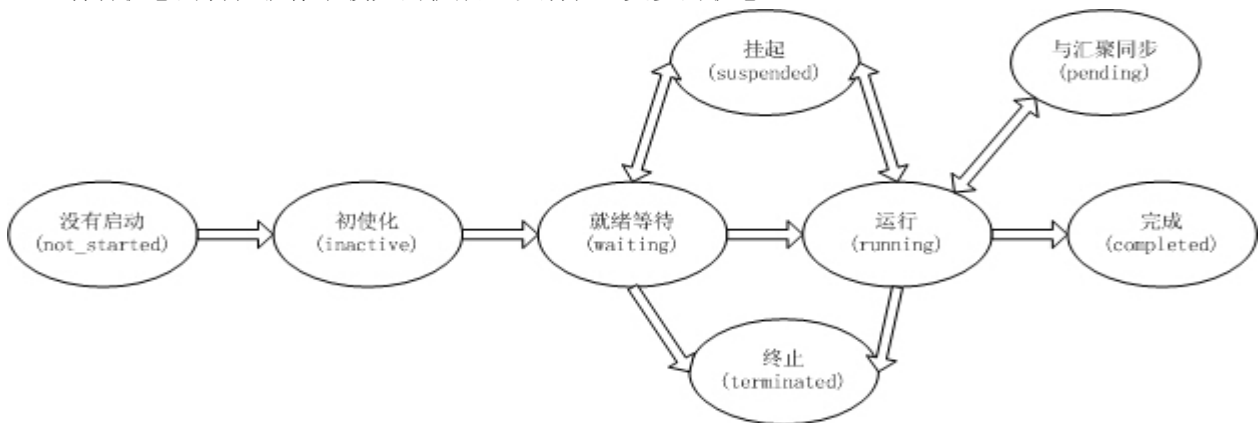 挂起
(suspended)
与汇聚同步
(pending)
没有启动
(not_started)
初使化
(inactive)
就绪等待
(waiting)
运行
(running)
完成
(completed)
终止
(terminated)